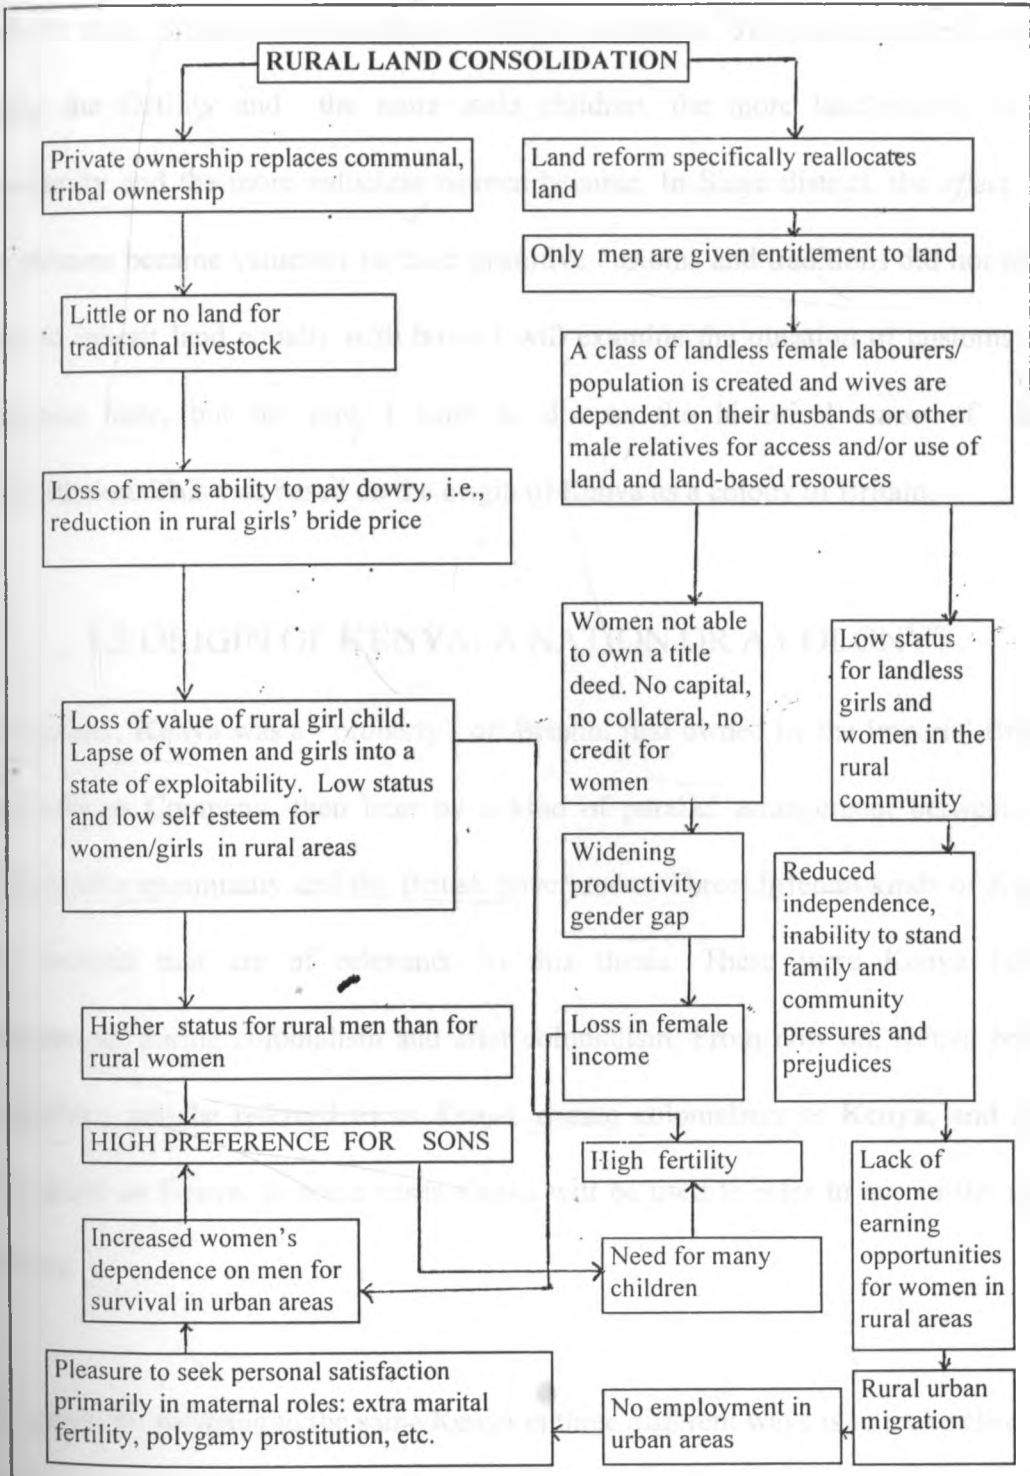 RURAL LAND CONSOLIDATION
Private ownership replaces communal,
tribal ownership
Land reform specifically reallocates
land
Only men are given entitlement to land
Little or no land for
traditional livestock
A class of landless female labourers/
population is created and wives are
dependent on their husbands or other
male relatives for access and/or use of
land and land-based resources
Loss of men's ability to pay dowry, i.e.,
reduction in rural girls' bride price
Women not able
to own a title
deed. No capital,
no collateral, no
credit for
women
Low status
for landless
girls and
women in the
rural
community
Loss of value of rural girl child.
Lapse of women and girls into a
state of exploitability. Low status
and low self esteem for
women/girls in rural areas
Widening
productivity
gender gap
Reduced
independence,
inability to stand
family and
community
pressures and
prejudices
Higher status for rural men than for
rural women
Loss in female
income
HIGH PREFERENCE FOR SONS
High fertility
Lack of
income
earning
opportunities
for women in
rural areas
Increased women's
dependence on men for
survival in urban areas
Need for many
children
Pleasure to seek personal satisfaction
primarily in maternal roles: extra marital
fertility, polygamy prostitution, etc.
No employment in
urban areas
Rural urban
migration